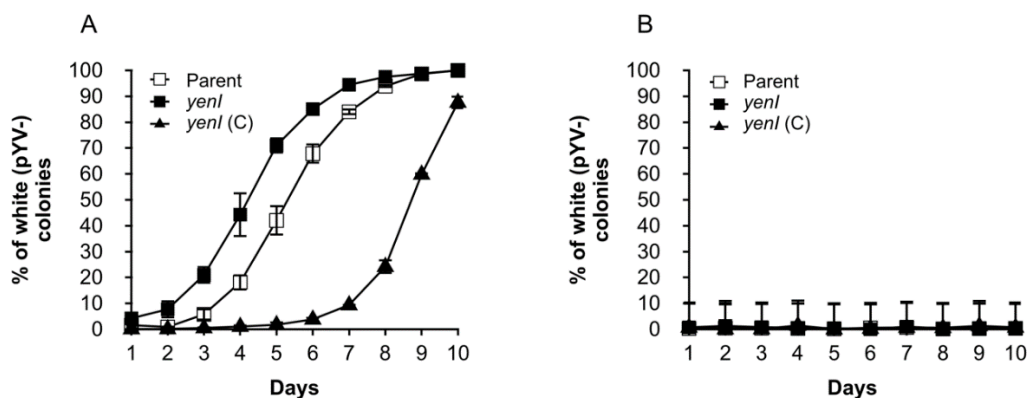 A
% of white (pYV-)
colonies
100
90
80
70
60
50
40
30
20
10
0
Parent
yenI
yenI (C)
1 2 3 4 5 6 7 8 9 10
Days
B
% of white (pYV-)
colonies
100
90
80
70
60
50
40
30
20
10
0
Parent
yenI
yenI (C)
1 2 3 4 5 6 7 8 9 10
Days